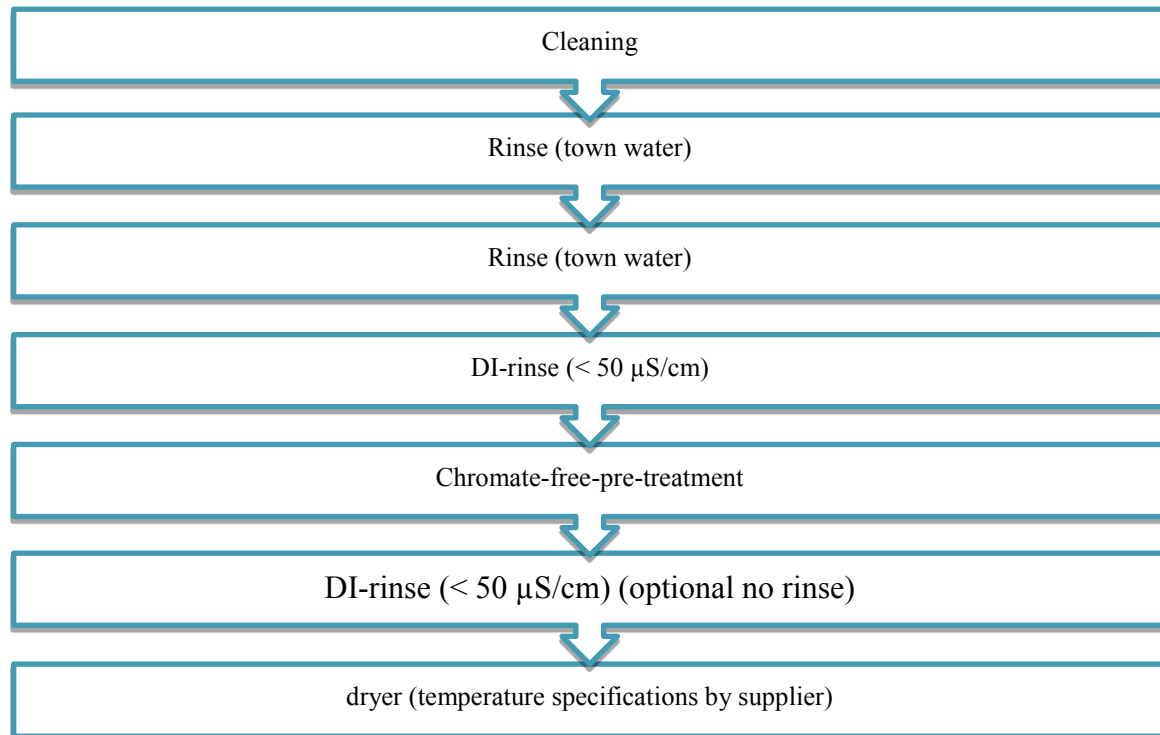 Cleaning
Rinse (town water)
Rinse (town water)
DI-rinse (< 50 µS/cm)
Chromate-free-pre-treatment
DI-rinse (< 50 µS/cm) (optional no rinse)
dryer (temperature specifications by supplier)